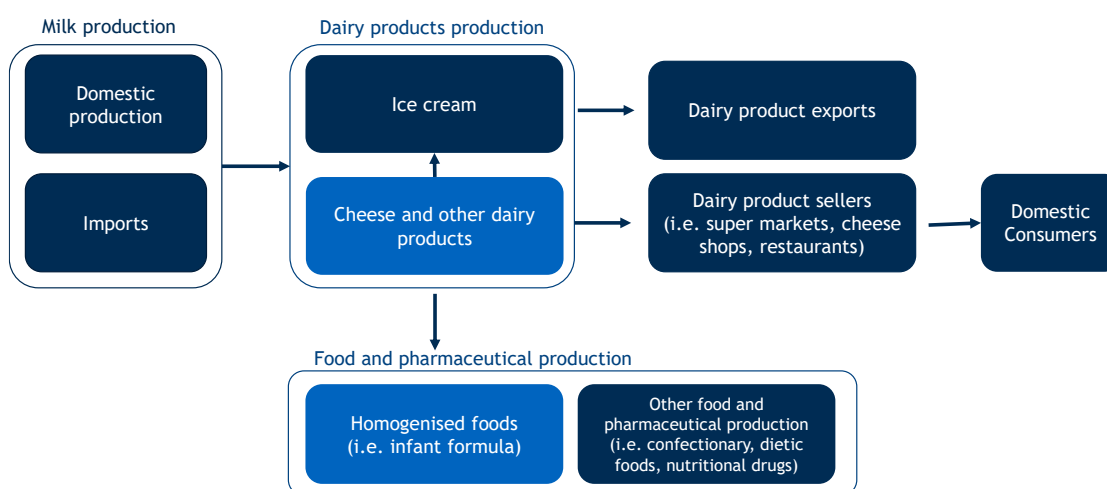 Milk production
Domestic
production
Imports
Dairy products production
Ice cream
Cheese and other dairy
products
Dairy product exports
Dairy product sellers
(i.e. super markets, cheese
shops, restaurants)
Domestic
Consumers
Food and pharmaceutical production
Homogenised foods
(i.e. infant formula)
Other food and
pharmaceutical production
(i.e. confectionary, dietic
foods, nutritional drugs)